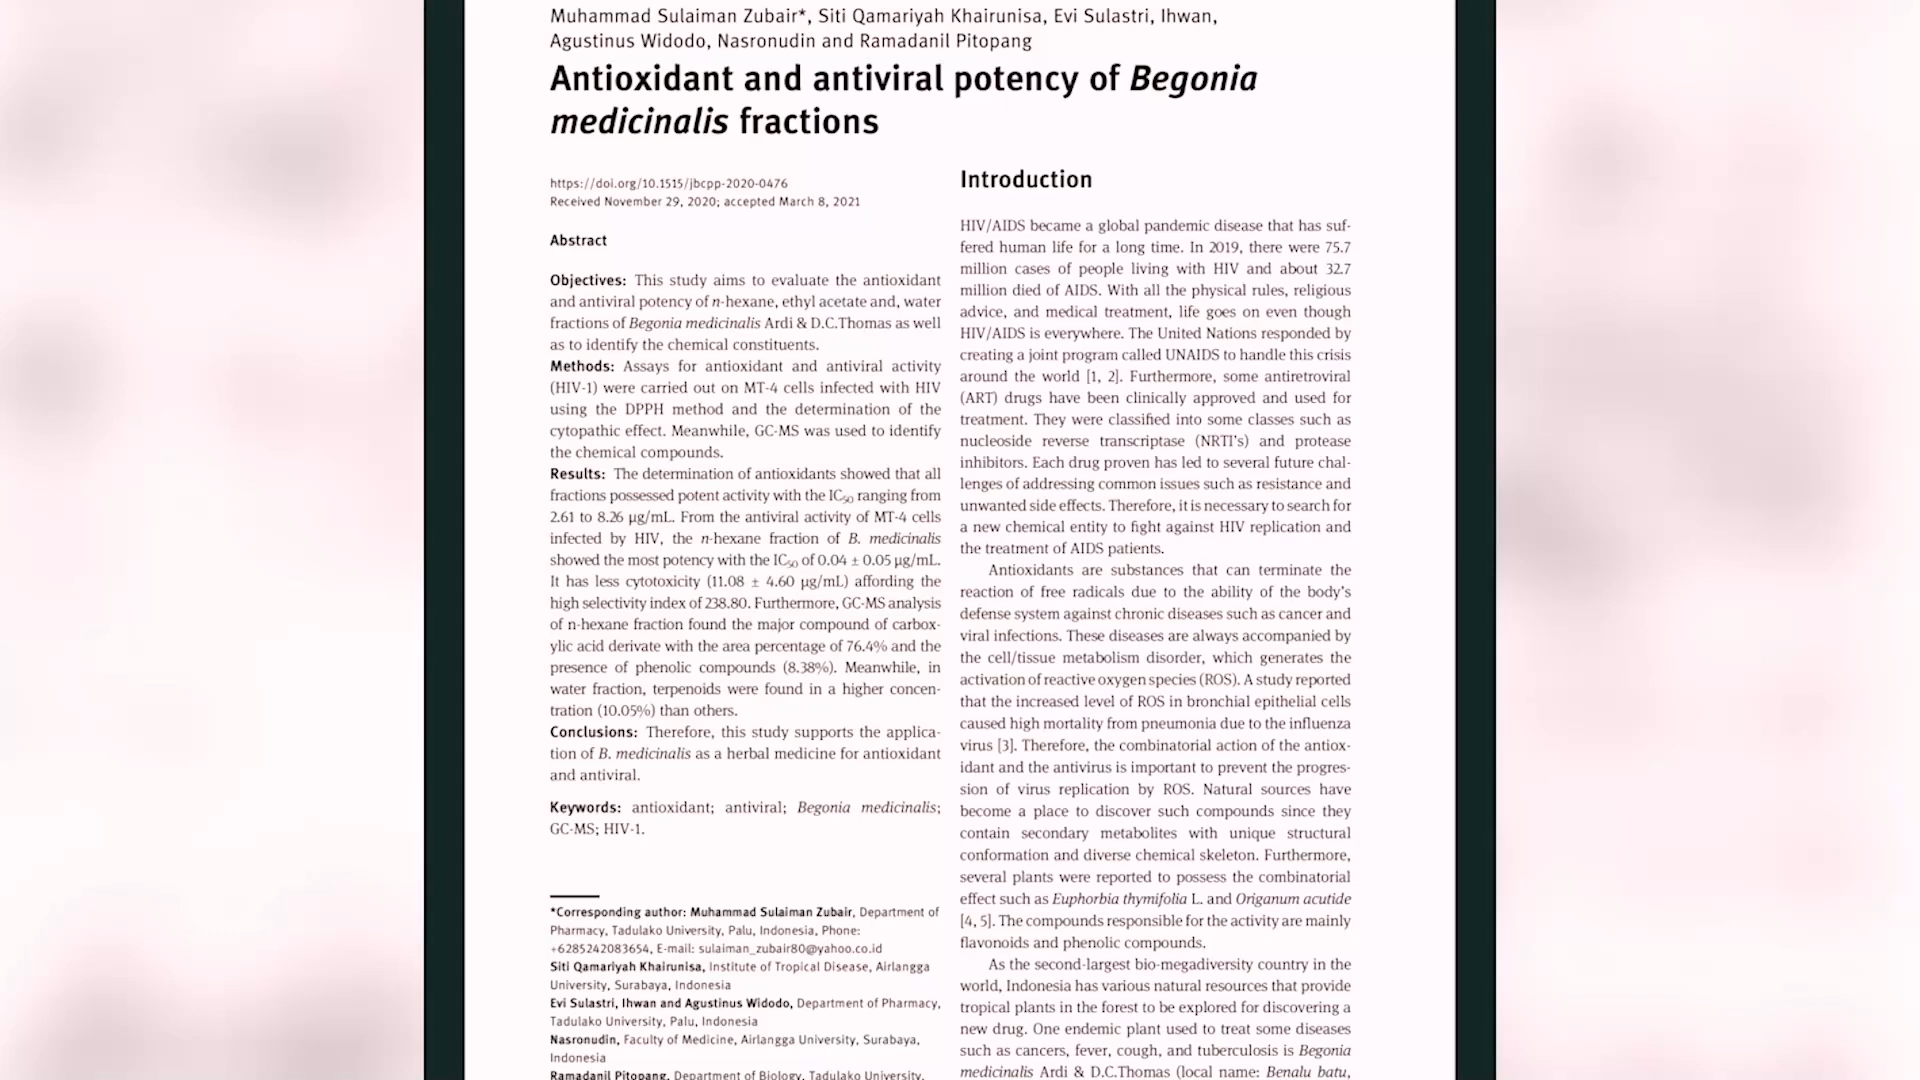 Muhammad Sulaiman Zubair*, Siti Qamariyah Khairunisa, Evi Sulastri, Ihwan,
Agustinus Widodo, Nasronudin and Ramadanil Pitopang
Antioxidant and antiviral potency of Begonia
medicinalis fractions
https://doi.org/10.1515/jbcpp-2020-0476
Received November 29, 2020; accepted March 8, 2021
Abstract
Objectives: This study aims to evaluate the antioxidant
and antiviral potency of n-hexane, ethyl acetate and, water
fractions of Begonia medicinalis Ardi & D.C.Thomas as well
as to identify the chemical constituents.
Methods: Assays for antioxidant and antiviral activity
(HIV-1) were carried out on MT-4 cells infected with HIV
using the DPPH method and the determination of the
cytopathic effect. Meanwhile, GC-MS was used to identify
the chemical compounds.
Results: The determination of antioxidants showed that all
fractions possessed potent activity with the IC50 ranging from
2.61 to 8.26 µg/mL. From the antiviral activity of MT-4 cells
infected by HIV, the n-hexane fraction of B. medicinalis
showed the most potency with the IC50 of 0.04 ± 0.05 µg/mL.
It has less cytotoxicity (11.08 ± 4.60 µg/mL) affording the
high selectivity index of 238.80. Furthermore, GC-MS analysis
of n-hexane fraction found the major compound of carbox-
ylic acid derivate with the area percentage of 76.4% and the
presence of phenolic compounds (8.38%). Meanwhile, in
water fraction, terpenoids were found in a higher concen-
tration (10.05%) than others.
Conclusions: Therefore, this study supports the applica-
tion of B. medicinalis as a herbal medicine for antioxidant
and antiviral.
Keywords: antioxidant; antiviral; Begonia medicinalis;
GC-MS; HIV-1.
*Corresponding author: Muhammad Sulaiman Zubair, Department of
Pharmacy, Tadulako University, Palu, Indonesia, Phone:
+6285242083654, E-mail: sulaiman_zubair80@yahoo.co.id
Siti Qamariyah Khairunisa, Institute of Tropical Disease, Airlangga
University, Surabaya, Indonesia
Evi Sulastri, Ihwan and Agustinus Widodo, Department of Pharmacy,
Tadulako University, Palu, Indonesia
Nasronudin, Faculty of Medicine, Airlangga University, Surabaya,
Indonesia
Ramadanil Pitopang, Department of Biology, Tadulako University,
Introduction
HIV/AIDS became a global pandemic disease that has suf-
fered human life for a long time. In 2019, there were 75.7
million cases of people living with HIV and about 32.7
million died of AIDS. With all the physical rules, religious
advice, and medical treatment, life goes on even though
HIV/AIDS is everywhere. The United Nations responded by
creating a joint program called UNAIDS to handle this crisis
around the world [1, 2]. Furthermore, some antiretroviral
(ART) drugs have been clinically approved and used for
treatment. They were classified into some classes such as
nucleoside reverse transcriptase (NRTI's) and protease
inhibitors. Each drug proven has led to several future chal-
lenges of addressing common issues such as resistance and
unwanted side effects. Therefore, it is necessary to search for
a new chemical entity to fight against HIV replication and
the treatment of AIDS patients.
Antioxidants are substances that can terminate the
reaction of free radicals due to the ability of the body's
defense system against chronic diseases such as cancer and
viral infections. These diseases are always accompanied by
the cell/tissue metabolism disorder, which generates the
activation of reactive oxygen species (ROS). A study reported
that the increased level of ROS in bronchial epithelial cells
caused high mortality from pneumonia due to the influenza
virus [3]. Therefore, the combinatorial action of the antiox-
idant and the antivirus is important to prevent the progres-
sion of virus replication by ROS. Natural sources have
become a place to discover such compounds since they
contain secondary metabolites with unique structural
conformation and diverse chemical skeleton. Furthermore,
several plants were reported to possess the combinatorial
effect such as Euphorbia thymifolia L. and Origanum acutide
[4, 5]. The compounds responsible for the activity are mainly
flavonoids and phenolic compounds.
As the second-largest bio-megadiversity country in the
world, Indonesia has various natural resources that provide
tropical plants in the forest to be explored for discovering a
new drug. One endemic plant used to treat some diseases
such as cancers, fever, cough, and tuberculosis is Begonia
medicinalis Ardi & D.C.Thomas (local name: Benalu batu,